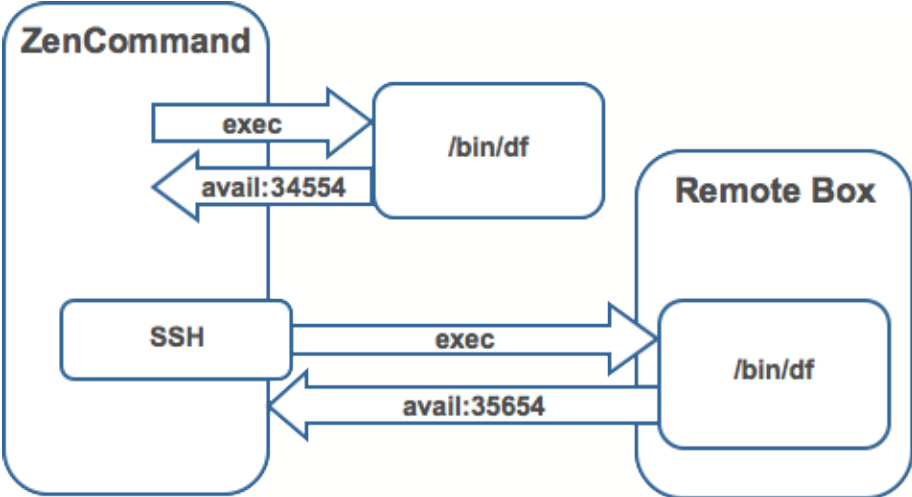 ZenCommand
exec
/bin/df
avail:34554
Remote Box
SSH
exec
/bin/df
avail:35654